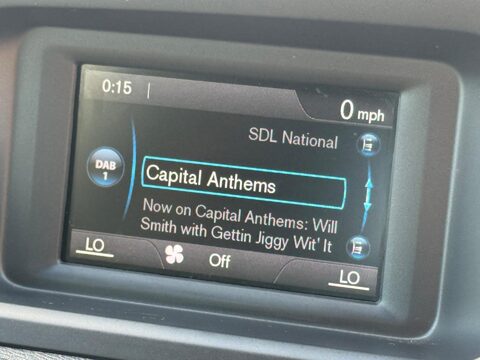 0:15
0 mph
SDL National
DAB
1
Capital Anthems
Now on Capital Anthems: Will
Smith with Gettin Jiggy Wit' It
LO
Off
LO